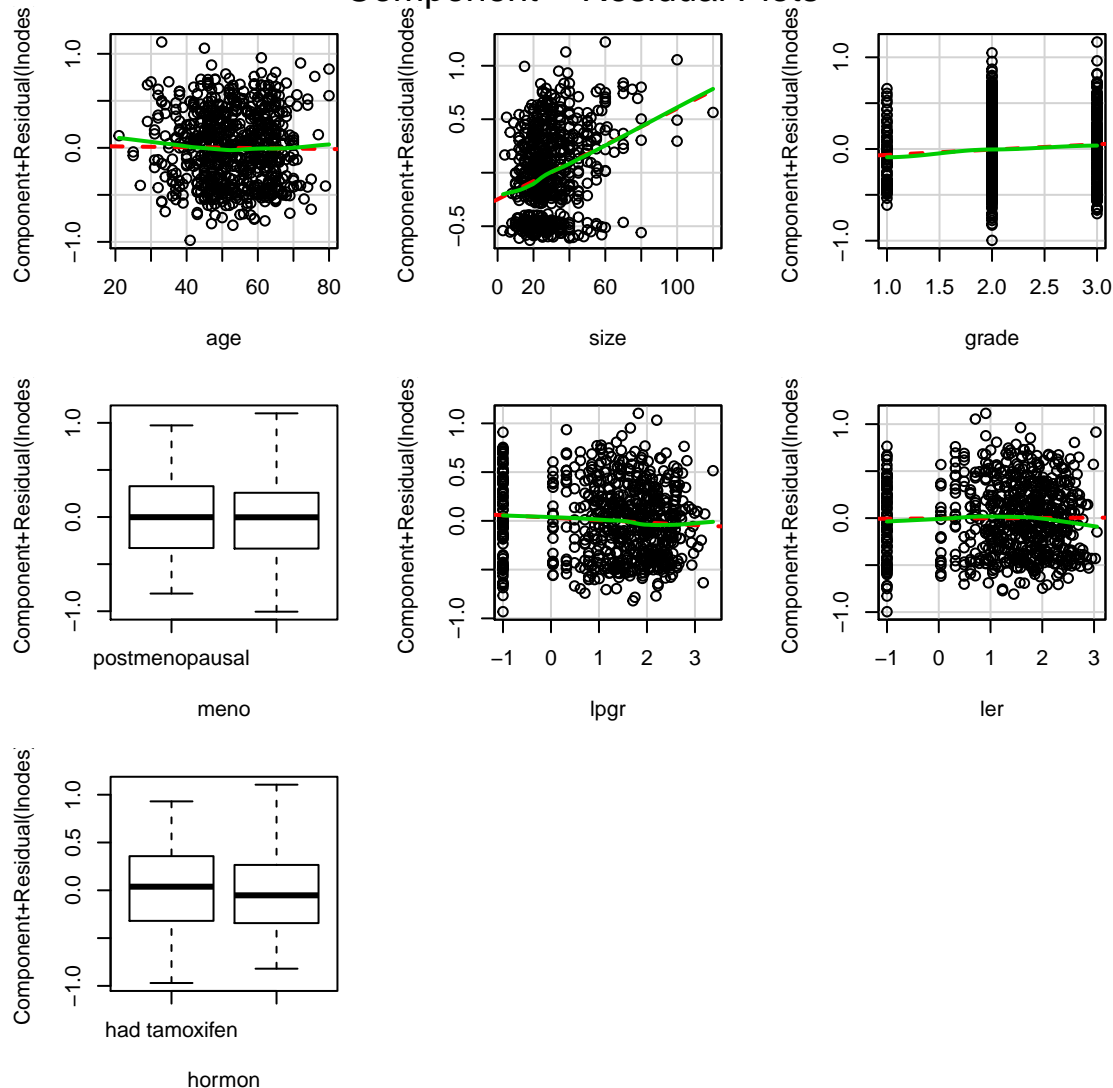 Component+Residual(lnodes
1.0
0.0
−1.0
20
40
60
80
age
Component+Residual(lnodes
1.0
0.5
−0.5
0
20
60
100
size
Component+Residual(lnodes
1.0
0.0
−1.0
1.0
1.5
2.0
2.5
3.0
grade
Component+Residual(lnodes
1.0
0.0
−1.0
postmenopausal
meno
Component+Residual(lnodes
1.0
0.5
0.0
−1.0
−1
0
1
2
3
lpgr
Component+Residual(lnodes
1.0
0.0
−1.0
−1
0
1
2
3
ler
Component+Residual(lnodes)
1.0
0.5
0.0
−1.0
had tamoxifen
hormon